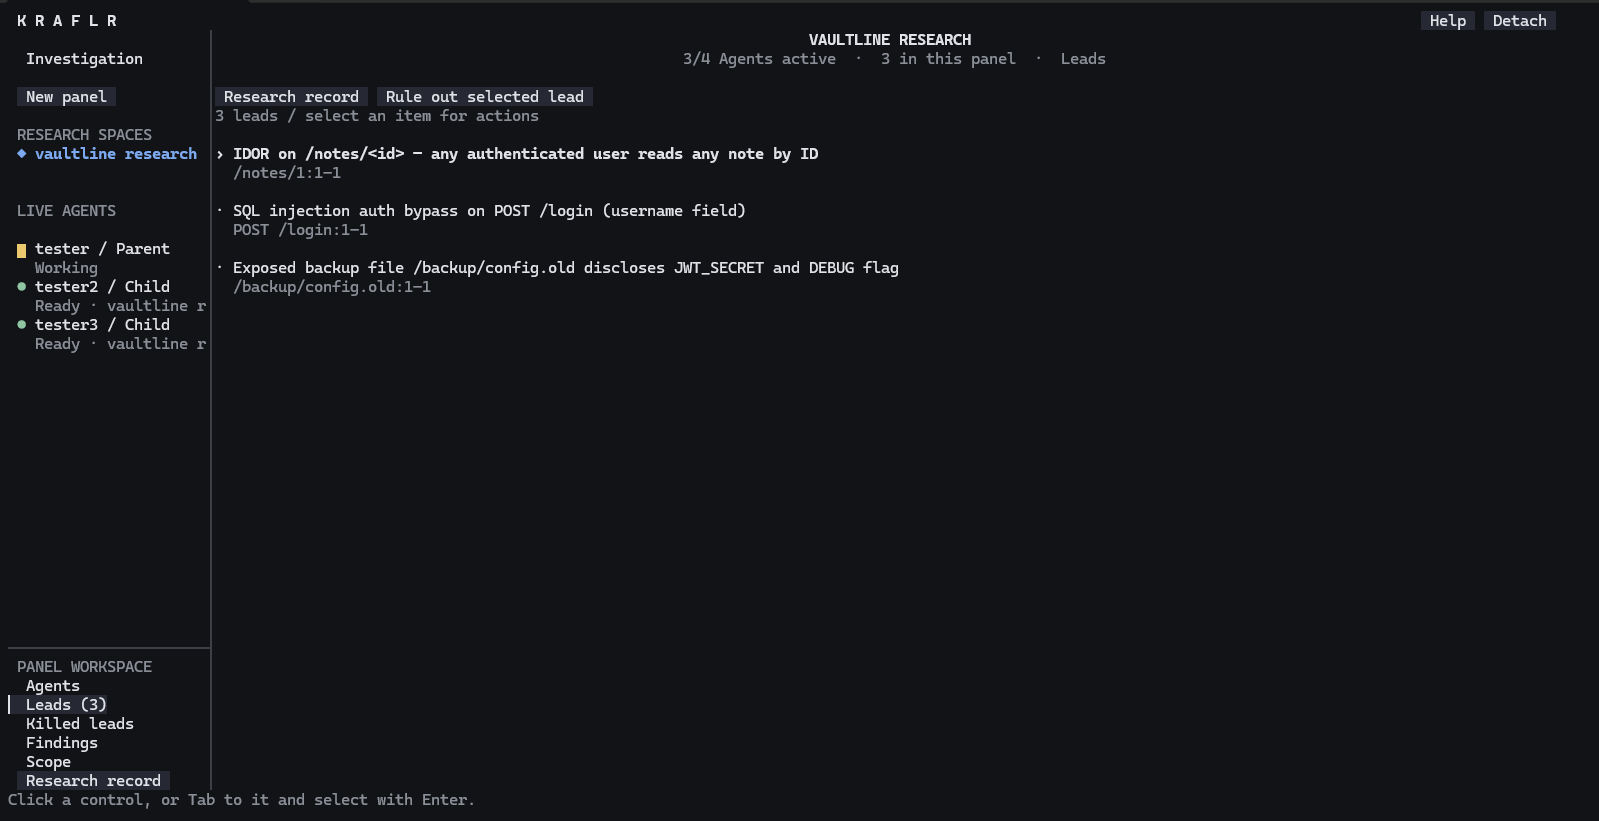 K R A F L R
Help Detach
VAULTLINE RESEARCH
Investigation
3/4 Agents active · 3 in this panel · Leads
New panel
Research record Rule out selected lead
3 leads / select an item for actions
RESEARCH SPACES
◆ vaultline research
› IDOR on /notes/<id> — any authenticated user reads any note by ID
/notes/1:1-1
LIVE AGENTS
· SQL injection auth bypass on POST /login (username field)
POST /login:1-1
tester / Parent
Working
· Exposed backup file /backup/config.old discloses JWT_SECRET and DEBUG flag
/backup/config.old:1-1
● tester2 / Child
Ready · vaultline r
● tester3 / Child
Ready · vaultline r
PANEL WORKSPACE
Agents
Leads (3)
Killed leads
Findings
Scope
Research record
Click a control, or Tab to it and select with Enter.